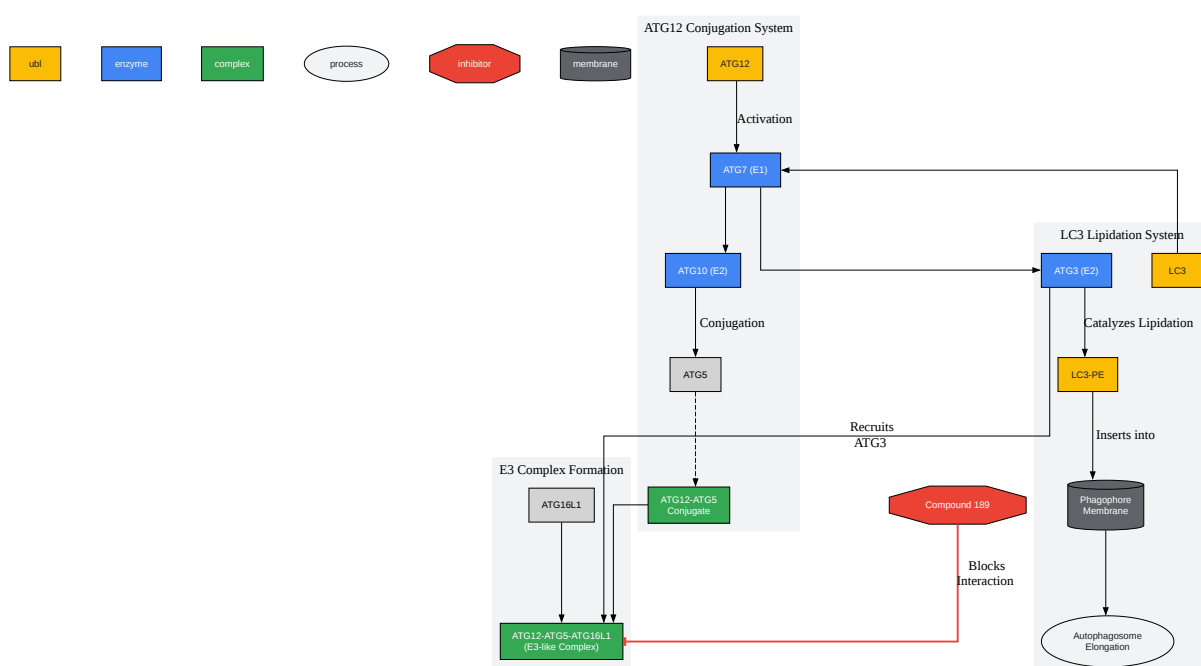 ATG12 Conjugation System
ubl
enzyme
complex
process
inhibitor
membrane
ATG12
Activation
ATG7 (E1)
LC3 Lipidation System
ATG10 (E2)
ATG3 (E2)
LC3
Conjugation
Catalyzes Lipidation
ATG5
LC3-PE
Recruits
ATG3
Inserts into
E3 Complex Formation
ATG16L1
ATG12-ATG5
Conjugate
Compound 189
Phagophore
Membrane
Blocks
Interaction
ATG12-ATG5-ATG16L1
(E3-like Complex)
Autophagosome
Elongation